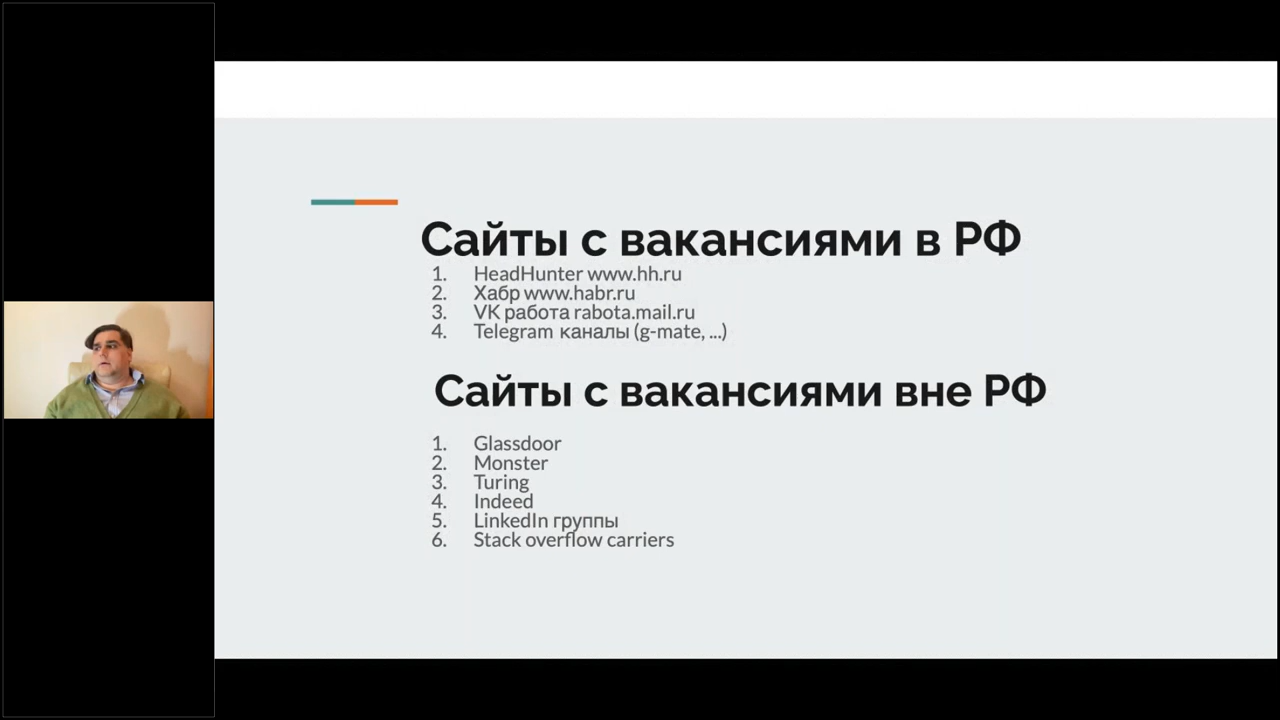 Сайты с вакансиями в РФ
1. HeadHunter www.hh.ru
2. Хабр www.habr.ru
3. VK работа rabota.mail.ru
4. Telegram каналы (g-mate, ...)
Сайты с вакансиями вне РФ
1. Glassdoor
2. Monster
3. Turing
4. Indeed
5. LinkedIn группы
6. Stack overflow carriers